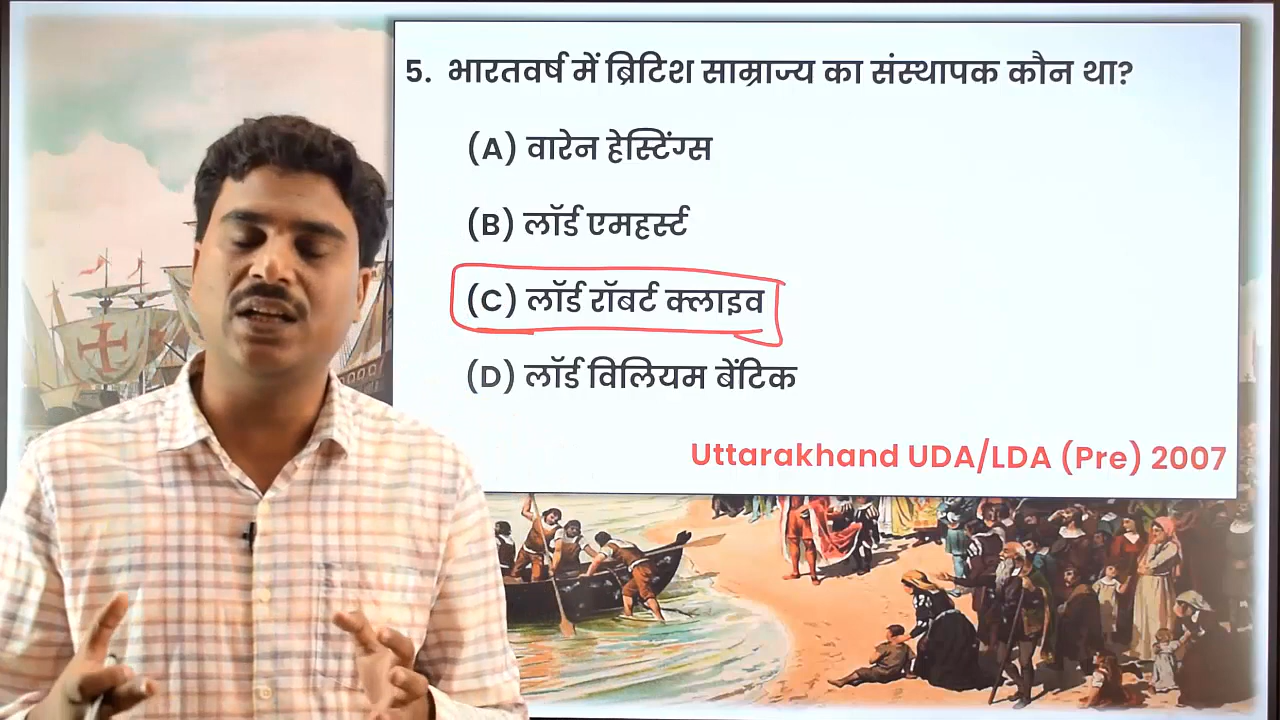 5. भारतवर्ष में ब्रिटिश साम्राज्य का संस्थापक कौन था?
(A) वारेन हेस्टिंग्स
(B) लॉर्ड एमहर्स्ट
(C) लॉर्ड रॉबर्ट क्लाइव
(D) लॉर्ड विलियम बेंटिक
Uttarakhand UDA/LDA (Pre) 2007